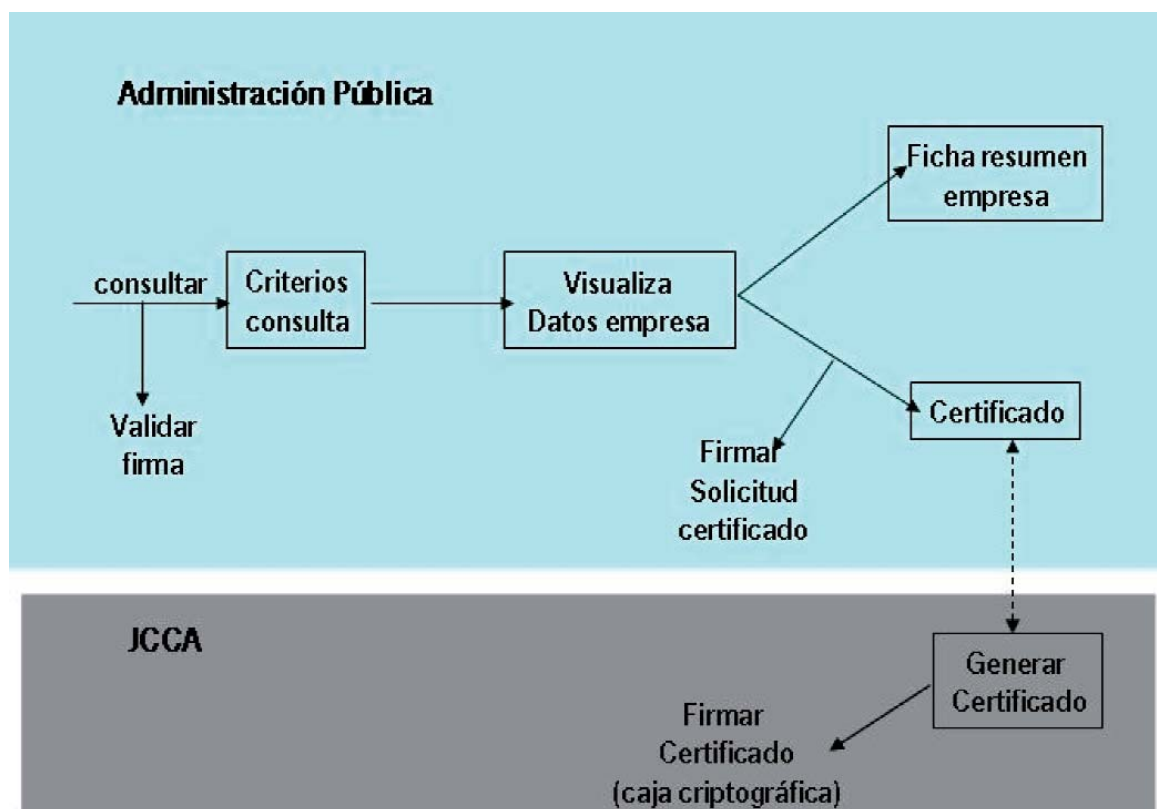 Administración Pública
Ficha resumen
empresa
consultar
Criterios
consulta
Visualiza
Datos empresa
Validar
firma
Certificado
Firmar
Solicitud
certificado
JCCA
Generar
Certificado
Firmar
Certificado
(caja criptográfica)